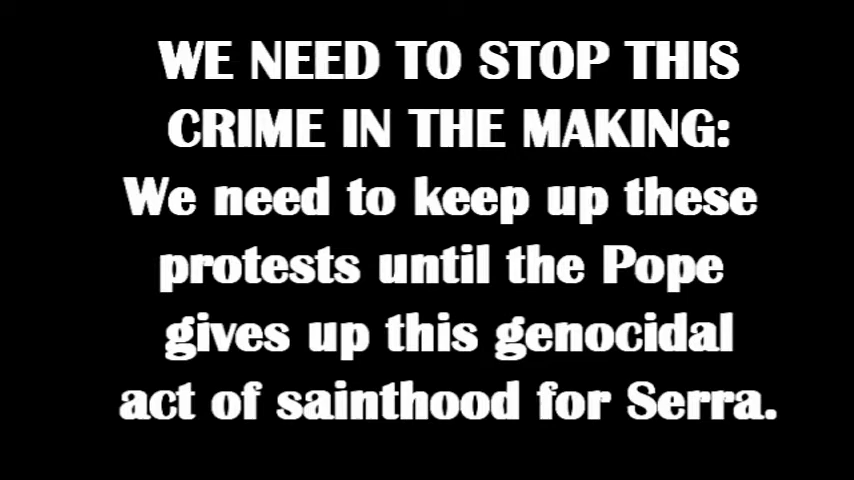 WE NEED TO STOP THIS
CRIME IN THE MAKING:
We need to keep up these
protests until the Pope
gives up this genocidal
act of sainthood for Serra.